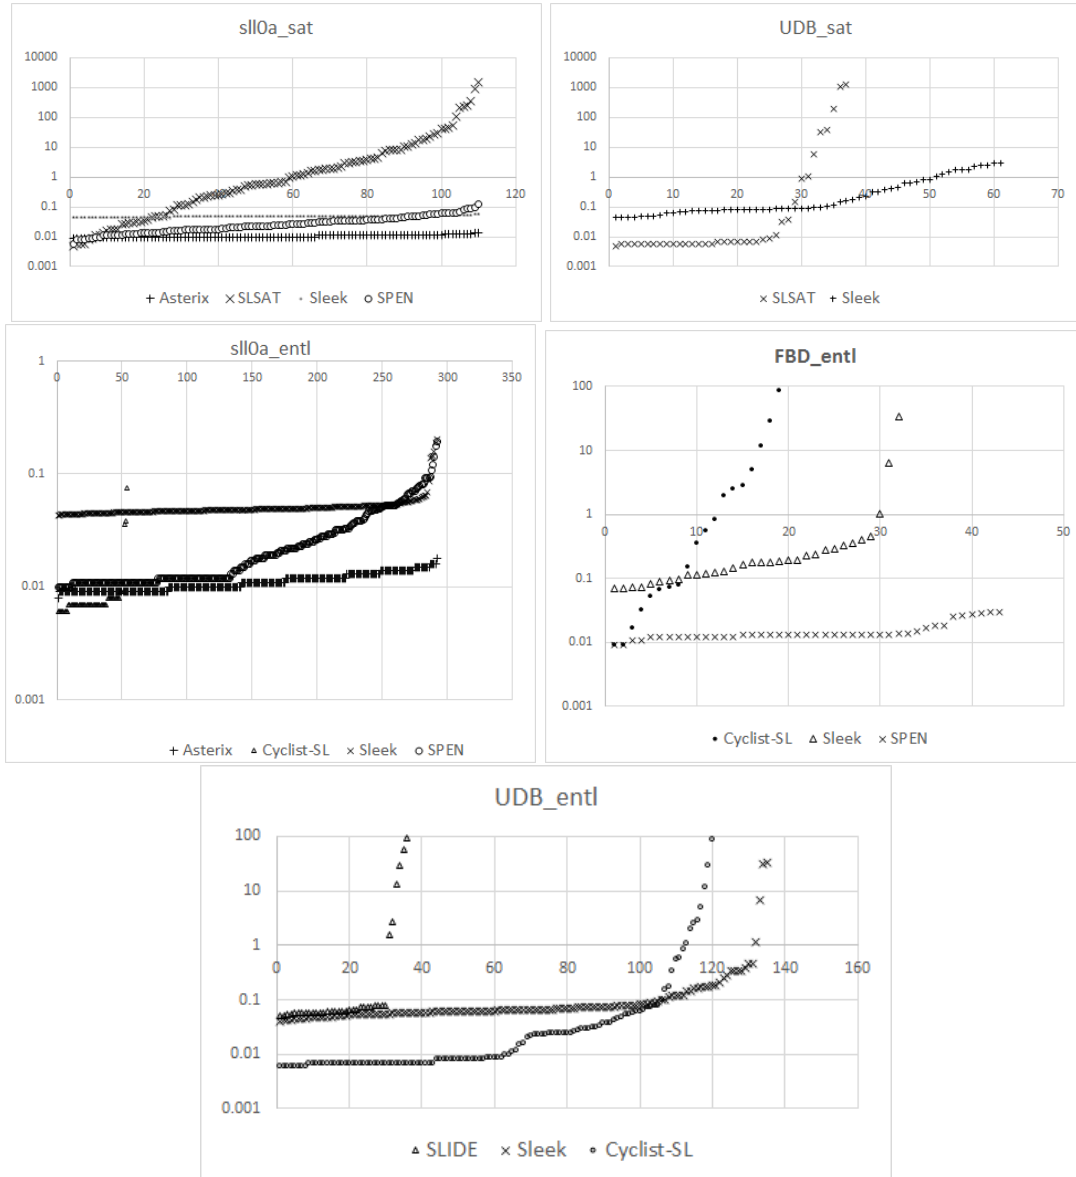 sll0a_sat
10000
1000
100
10
1
0.1
0.01
0.001
0 20 40 60 80 100 120
Asterix SLSAT Sleek SPEN
UDB_sat
10000
1000
100
10
1
0.1
0.01
0.001
0 10 20 30 40 50 60 70
SLSAT Sleek
sll0a_entl
1
0.1
0.01
0.001
0 50 100 150 200 250 300 350
Asterix Cyclist-SL Sleek SPEN
FBD_entl
100
10
1
0.1
0.01
0.001
0 10 20 30 40 50
Cyclist-SL Sleek SPEN
UDB_entl
100
10
1
0.1
0.01
0.001
0 20 40 60 80 100 120 140 160
SLIDE Sleek Cyclist-SL